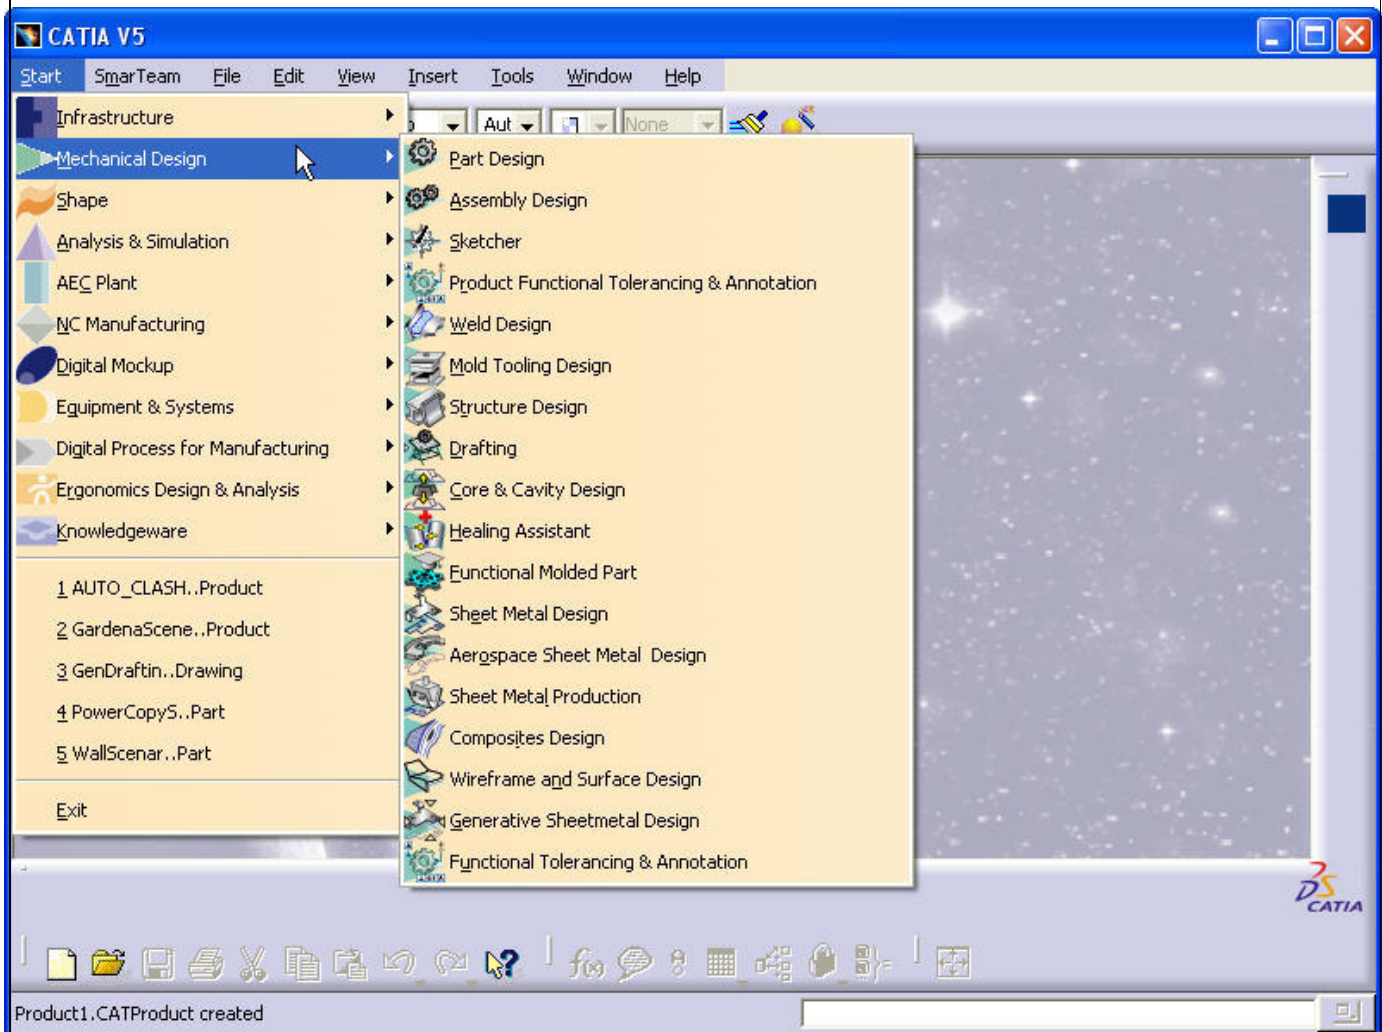 CATIA V5
Start SmarTeam File Edit View Insert Tools Window Help
Aut None
Infrastructure
Mechanical Design
Shape
Analysis & Simulation
AEC Plant
NC Manufacturing
Digital Mockup
Equipment & Systems
Digital Process for Manufacturing
Ergonomics Design & Analysis
Knowledgeware
1 AUTO_CLASH..Product
2 GardenaScene..Product
3 GenDraftin..Drawing
4 PowerCopyS..Part
5 WallScenar..Part
Exit
Part Design
Assembly Design
Sketcher
Product Functional Tolerancing & Annotation
Weld Design
Mold Tooling Design
Structure Design
Drafting
Core & Cavity Design
Healing Assistant
Functional Molded Part
Sheet Metal Design
Aerospace Sheet Metal Design
Sheet Metal Production
Composites Design
Wireframe and Surface Design
Generative Sheetmetal Design
Functional Tolerancing & Annotation
DS
CATIA
f(x)
Product1.CATProduct created